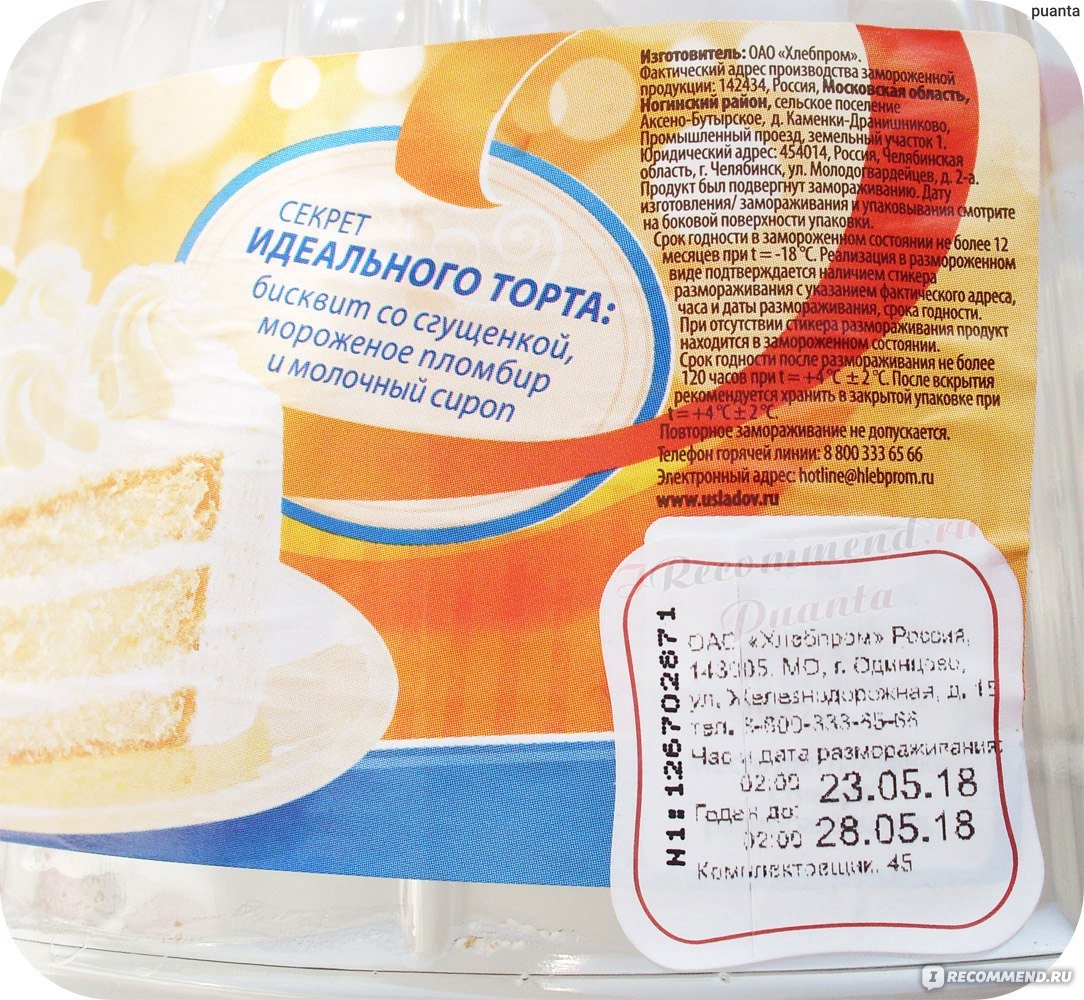 puanta
СЕКРЕТ
ИДЕАЛЬНОГО ТОРТА:
бисквит со сгущенкой,
мороженое пломбир
и молочный сироп
Изготовитель: ОАО «Хлебпром».
Фактический адрес производства замороженной
продукции: 142434, Россия, Московская область,
Ногинский район, сельское поселение
Аксено-Бутырское, д. Каменки-Дранишниково,
Промышленный проезд, земельный участок 1.
Юридический адрес: 454014, Россия, Челябинская
область, г. Челябинск, ул. Молодогвардейцев, д. 2-а.
Продукт был подвергнут замораживанию. Дату
изготовления/ замораживания и упаковывания смотрите
на боковой поверхности упаковки.
Срок годности в замороженном состоянии не более 12
месяцев при t = -18 °C. Реализация в размороженном
виде подтверждается наличием стикера
размораживания с указанием фактического адреса,
часа и даты размораживания, срока годности.
При отсутствии стикера размораживания продукт
находится в замороженном состоянии.
Срок годности после размораживания не более
120 часов при t = +4 °C ± 2 °C. После вскрытия
рекомендуется хранить в закрытой упаковке при
t = +4 °C ± 2 °C.
Повторное замораживание не допускается.
Телефон горячей линии: 8 800 333 65 66
Электронный адрес: hotline@hlebprom.ru
www.usladov.ru
Recommend.ru
Puanta
N1:126702671
ОАО «Хлебпром» Россия,
143005, МО, г. Одинцово,
ул. Железнодорожная, д. 15
тел. 8-800-333-65-66
Час и дата размораживания:
02:00 23.05.18
Годен до:
02:00 28.05.18
Комплектовщик 45
IRECOMMEND.RU